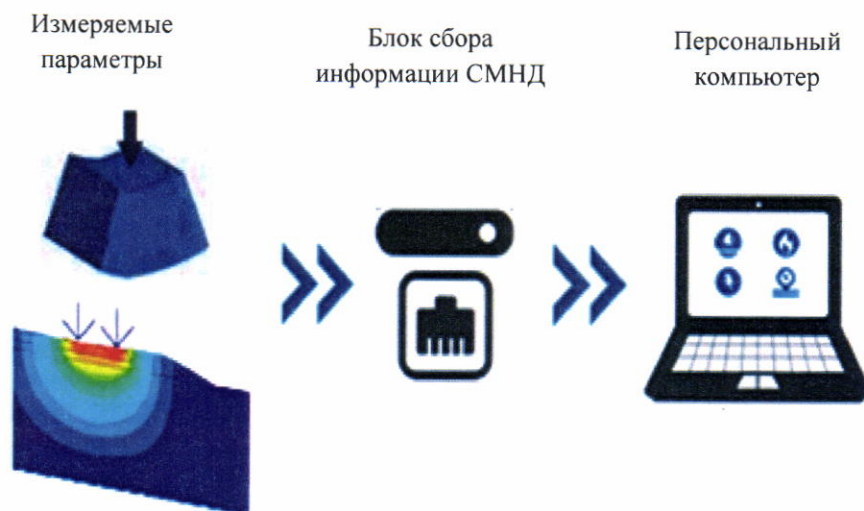 Измеряемые
параметры
Блок сбора
информации СМНД
Персональный
компьютер